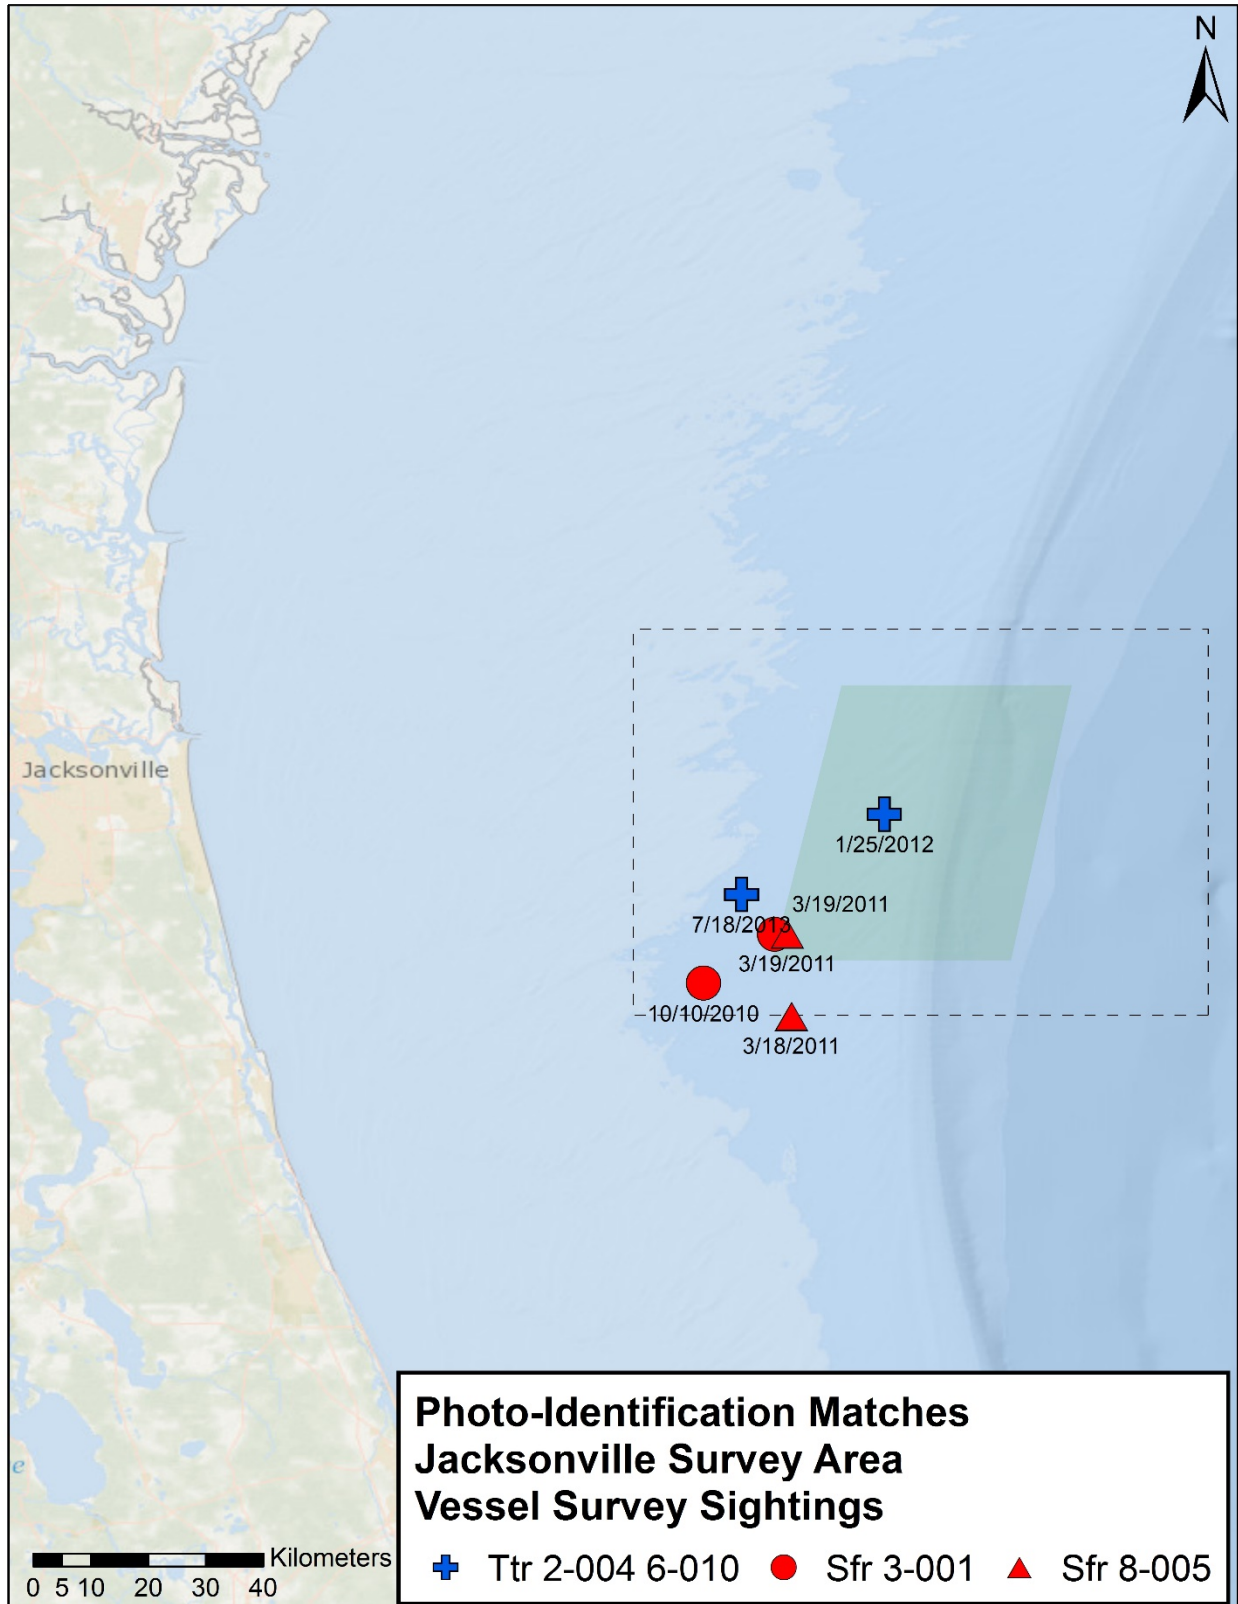 N
Jacksonville
1/25/2012
3/19/2011
7/18/2013
3/19/2011
10/10/2010
3/18/2011
Photo-Identification Matches
Jacksonville Survey Area
Vessel Survey Sightings
e
Kilometers
0 5 10 20 30 40
Ttr 2-004 6-010 Sfr 3-001 Sfr 8-005